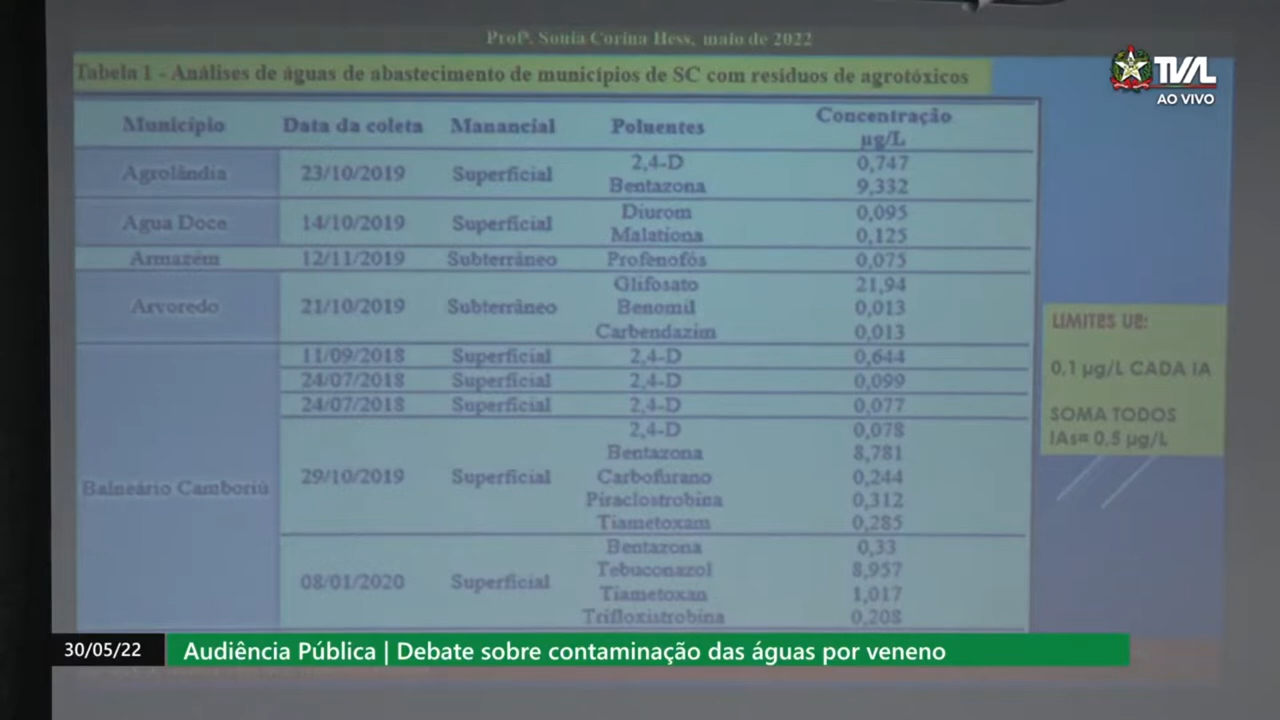 Profª. Sonia Corina Hess, maio de 2022
Tabela 1 - Análises de águas de abastecimento de municípios de SC com resíduos de agrotóxicos
TVAL
AO VIVO
Município Data da coleta Manancial Poluentes Concentração µg/L
Agrolândia 23/10/2019 Superficial 2,4-D 0,747
Bentazona 9,332
Agua Doce 14/10/2019 Superficial Diurom 0,095
Malationa 0,125
Armazém 12/11/2019 Subterrâneo Profenofós 0,075
Arvoredo 21/10/2019 Subterrâneo Glifosato 21,94
Benomil 0,013
Carbendazim 0,013
Balneário Camboriú 11/09/2018 Superficial 2,4-D 0,644
24/07/2018 Superficial 2,4-D 0,099
24/07/2018 Superficial 2,4-D 0,077
29/10/2019 Superficial 2,4-D 0,078
Bentazona 8,781
Carbofurano 0,244
Piraclostrobina 0,312
Tiametoxam 0,285
08/01/2020 Superficial Bentazona 0,33
Tebuconazol 8,957
Tiametoxan 1,017
Trifloxistrobina 0,208
LIMITES UE:
0,1 µg/L CADA IA
SOMA TODOS
IAs= 0,5 µg/L
30/05/22 Audiência Pública | Debate sobre contaminação das águas por veneno